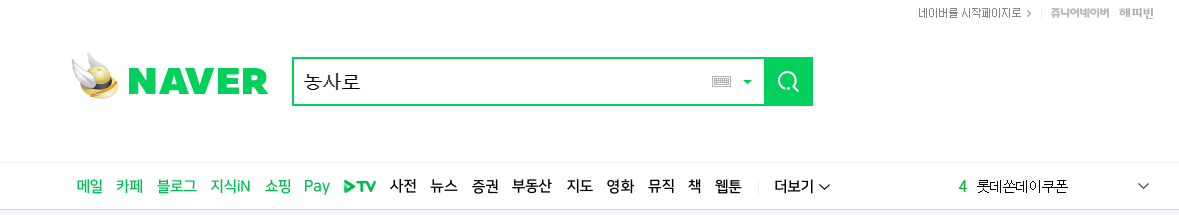 네이버를 시작페이지로 > 쥬니어네이버 해피빈
NAVER 농사로
메일 카페 블로그 지식iN 쇼핑 Pay TV 사전 뉴스 증권 부동산 지도 영화 뮤직 책 웹툰 더보기 4 롯데쓴데이쿠폰